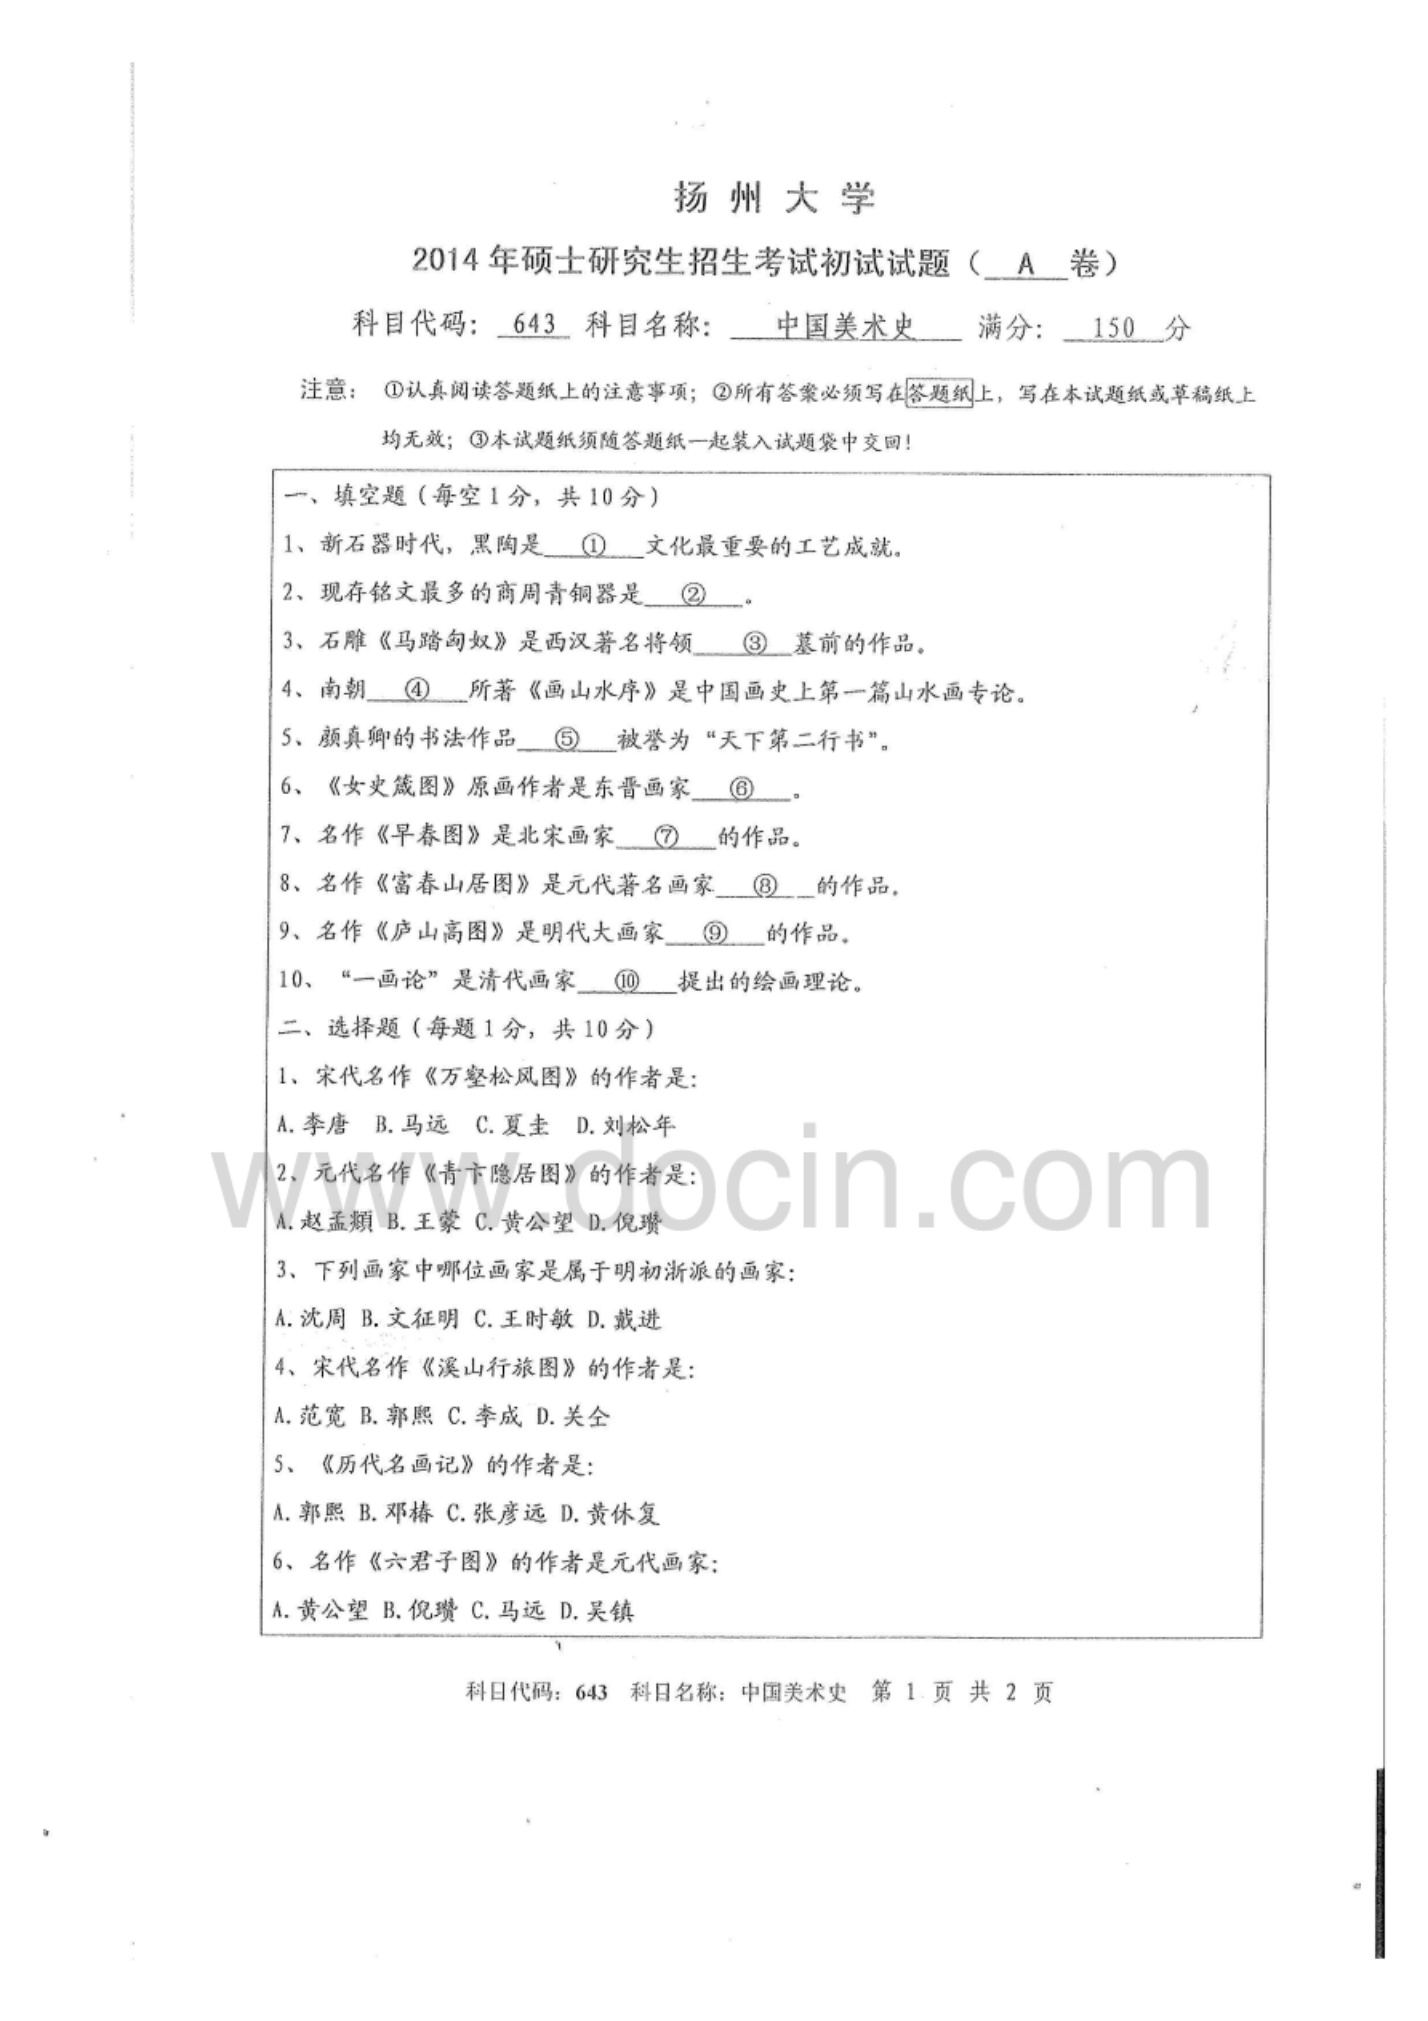 扬州大学
2014年硕士研究生招生考试初试试题（ A 卷）
科目代码： 643 科目名称： 中国美术史 满分： 150 分
注意： ①认真阅读答题纸上的注意事项；②所有答案必须写在答题纸上，写在本试题纸或草稿纸上
均无效；③本试题纸须随答题纸一起装入试题袋中交回！
一、填空题（每空1分，共10分）
1、新石器时代，黑陶是 ① 文化最重要的工艺成就。
2、现存铭文最多的商周青铜器是 ② 。
3、石雕《马踏匈奴》是西汉著名将领 ③ 墓前的作品。
4、南朝 ④ 所著《画山水序》是中国画史上第一篇山水画专论。
5、颜真卿的书法作品 ⑤ 被誉为“天下第二行书”。
6、《女史箴图》原画作者是东晋画家 ⑥ 。
7、名作《早春图》是北宋画家 ⑦ 的作品。
8、名作《富春山居图》是元代著名画家 ⑧ 的作品。
9、名作《庐山高图》是明代大画家 ⑨ 的作品。
10、“一画论”是清代画家 ⑩ 提出的绘画理论。
二、选择题（每题1分，共10分）
1、宋代名作《万壑松风图》的作者是：
A.李唐 B.马远 C.夏圭 D.刘松年
www.docin.com
2、元代名作《青卞隐居图》的作者是：
A.赵孟頫 B.王蒙 C.黄公望 D.倪瓒
3、下列画家中哪位画家是属于明初浙派的画家：
A.沈周 B.文征明 C.王时敏 D.戴进
4、宋代名作《溪山行旅图》的作者是：
A.范宽 B.郭熙 C.李成 D.关仝
5、《历代名画记》的作者是：
A.郭熙 B.邓椿 C.张彦远 D.黄休复
6、名作《六君子图》的作者是元代画家：
A.黄公望 B.倪瓒 C.马远 D.吴镇
科目代码：643 科目名称：中国美术史 第 1 页 共 2 页